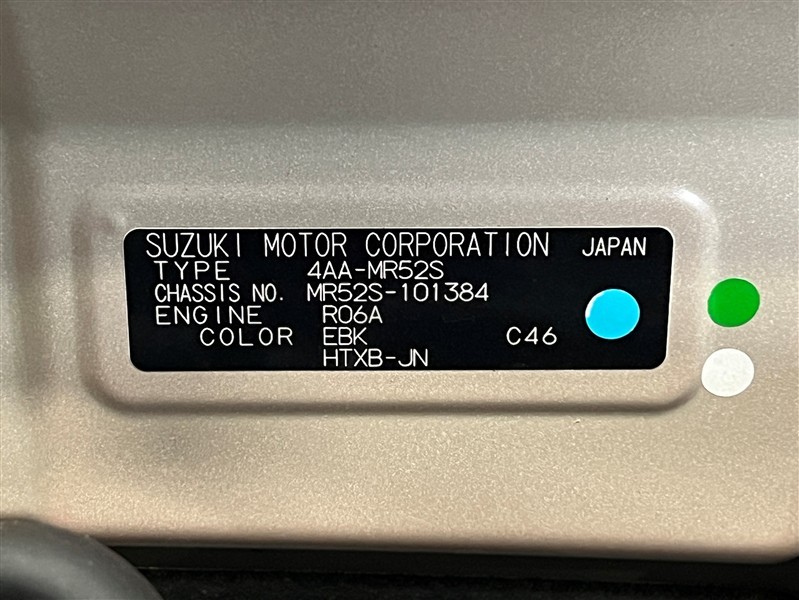 SUZUKI MOTOR CORPORATION JAPAN
TYPE 4AA-MR52S
CHASSIS NO. MR52S-101384
ENGINE R06A
COLOR EBK C46
HTXB-JN